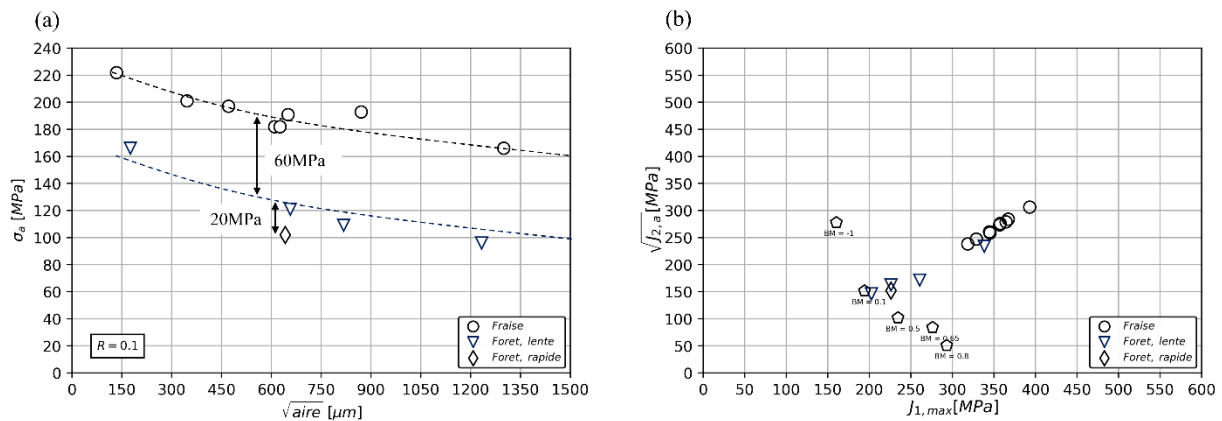 (a)
240
220
200
180
160
140
120
100
80
60
40
20
0
σa [MPa]
60MPa
20MPa
R = 0.1
Fraise
Foret, lente
Foret, rapide
0 150 300 450 600 750 900 1050 1200 1350 1500
√aire [μm]
(b)
600
550
500
450
400
350
300
250
200
150
100
50
0
√J2,a [MPa]
BM = -1
BM = 0.1
BM = 0.5
BM = 0.65
BM = 0.8
Fraise
Foret, lente
Foret, rapide
0 50 100 150 200 250 300 350 400 450 500 550 600
J1,max[MPa]